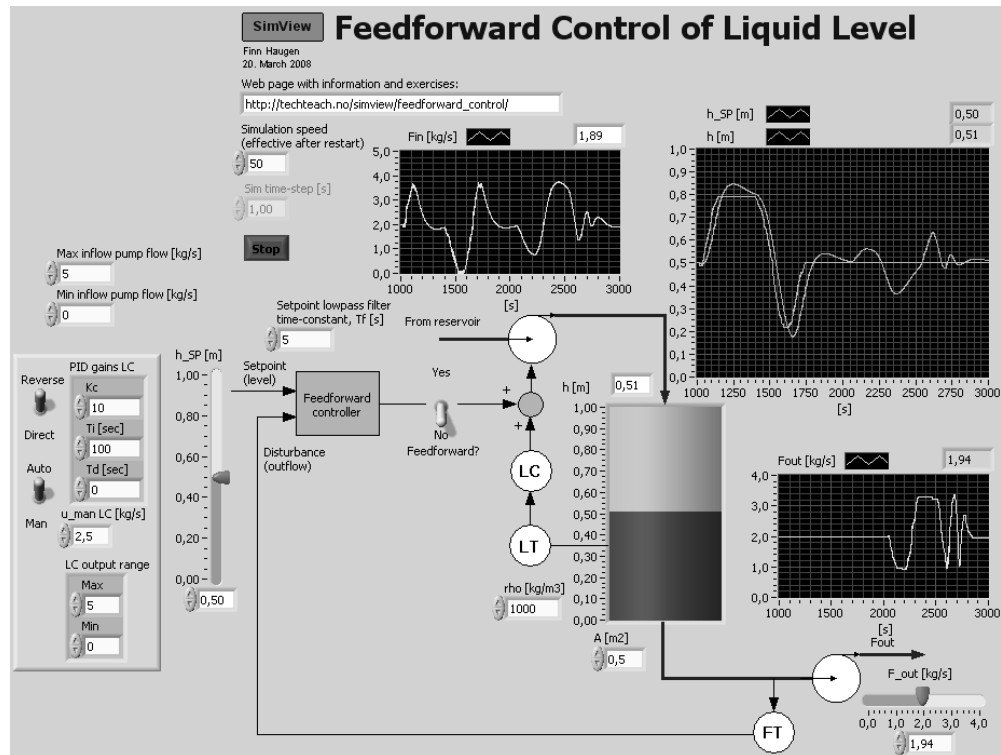 SimView
Feedforward Control of Liquid Level
Finn Haugen
20. March 2008
Web page with information and exercises:
http://techteach.no/simview/feedforward_control/
Simulation speed
(effective after restart)
50
Sim time-step [s]
1,00
Stop
Fin [kg/s]
1,89
5,0
4,0
3,0
2,0
1,0
0,0
1000 1500 2000 2500 3000
[s]
h_SP [m]
0,50
h [m]
0,51
1,0
0,9
0,8
0,7
0,6
0,5
0,4
0,3
0,2
0,1
0,0
1000 1250 1500 1750 2000 2250 2500 2750 3000
[s]
Max inflow pump flow [kg/s]
5
Min inflow pump flow [kg/s]
0
Setpoint lowpass filter
time-constant, Tf [s]
5
From reservoir
PID gains LC
Reverse
Direct
Kc
10
Ti [sec]
100
Td [sec]
0
Auto
Man
u_man LC [kg/s]
2,5
LC output range
Max
5
Min
0
h_SP [m]
1,00
0,80
0,60
0,40
0,20
0,00
0,50
Setpoint
(level)
Feedforward
controller
Disturbance
(outflow)
Yes
No
Feedforward?
+
+
LC
LT
h [m]
0,51
1,00
0,90
0,80
0,70
0,60
0,50
0,40
0,30
0,20
0,10
0,00
rho [kg/m3]
1000
A [m2]
0,5
Fout [kg/s]
1,94
4,0
3,0
2,0
1,0
0,0
1000 1500 2000 2500 3000
[s]
Fout
F_out [kg/s]
0,0 1,0 2,0 3,0 4,0
1,94
FT